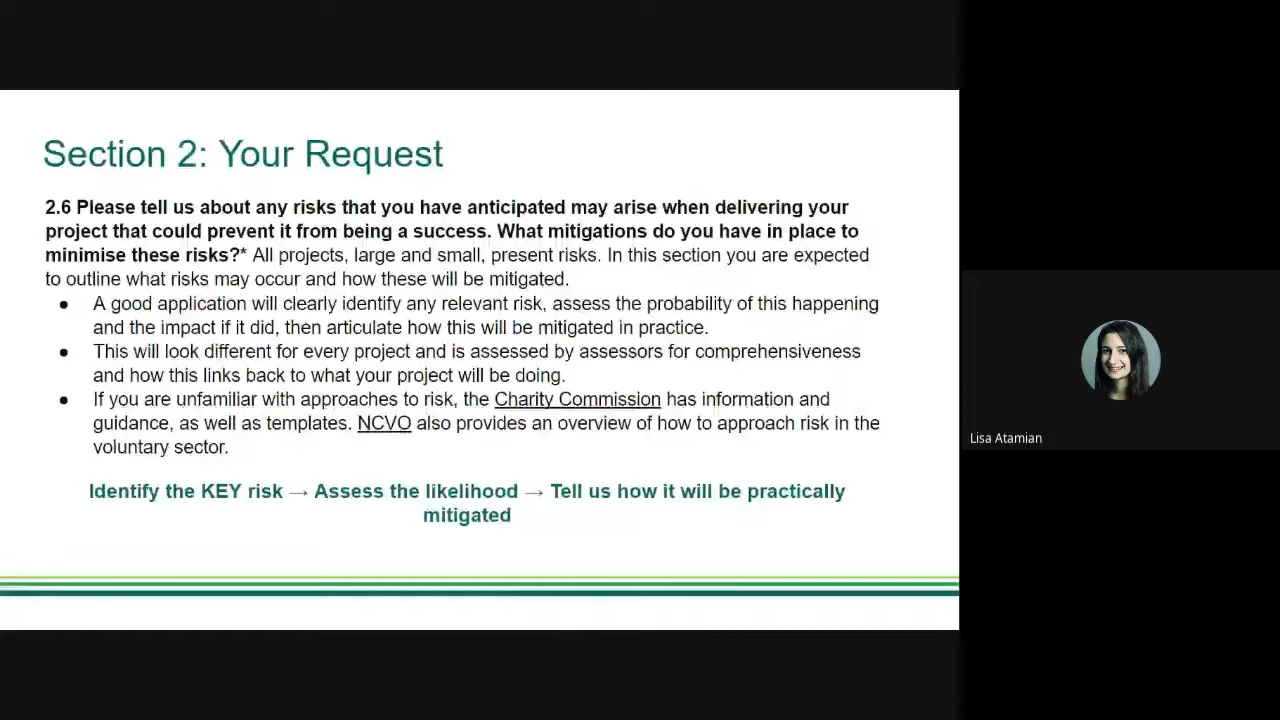 Section 2: Your Request
2.6 Please tell us about any risks that you have anticipated may arise when delivering your
project that could prevent it from being a success. What mitigations do you have in place to
minimise these risks?* All projects, large and small, present risks. In this section you are expected
to outline what risks may occur and how these will be mitigated.
● A good application will clearly identify any relevant risk, assess the probability of this happening
and the impact if it did, then articulate how this will be mitigated in practice.
● This will look different for every project and is assessed by assessors for comprehensiveness
and how this links back to what your project will be doing.
● If you are unfamiliar with approaches to risk, the Charity Commission has information and
guidance, as well as templates. NCVO also provides an overview of how to approach risk in the
voluntary sector.
Identify the KEY risk → Assess the likelihood → Tell us how it will be practically
mitigated
Lisa Atamian